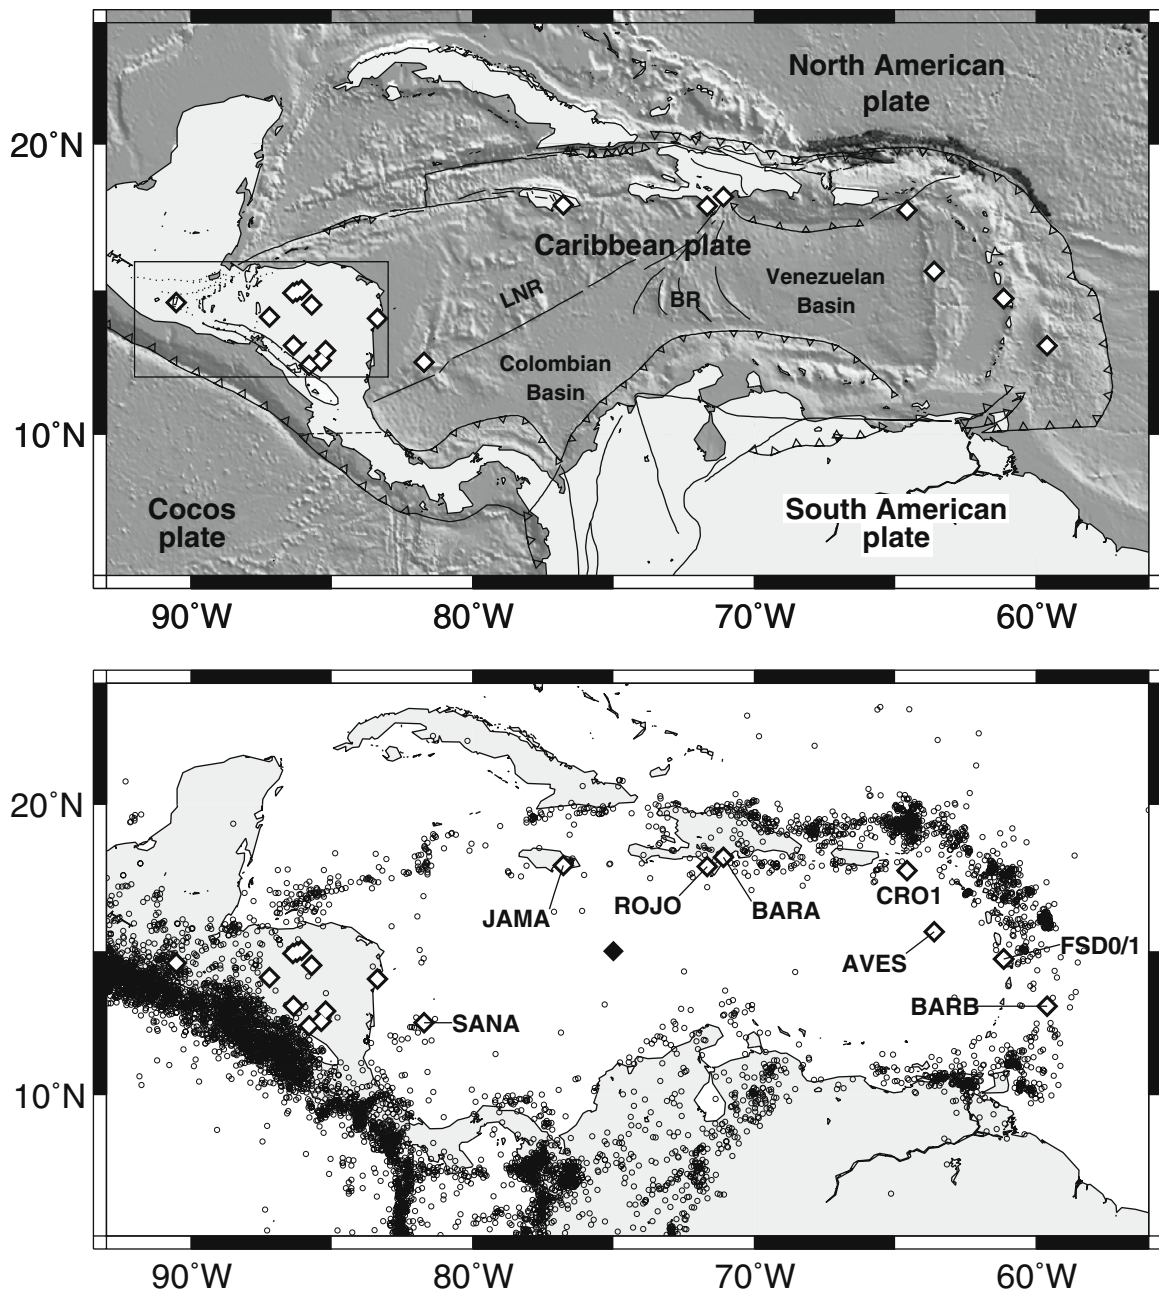 North American
plate
20°N
Caribbean plate
Venezuelan
Basin
LNR
BR
Colombian
Basin
10°N
Cocos
plate
South American
plate
90°W
80°W
70°W
60°W
20°N
JAMA
ROJO
BARA
CRO1
AVES
FSD0/1
BARB
SANA
10°N
90°W
80°W
70°W
60°W